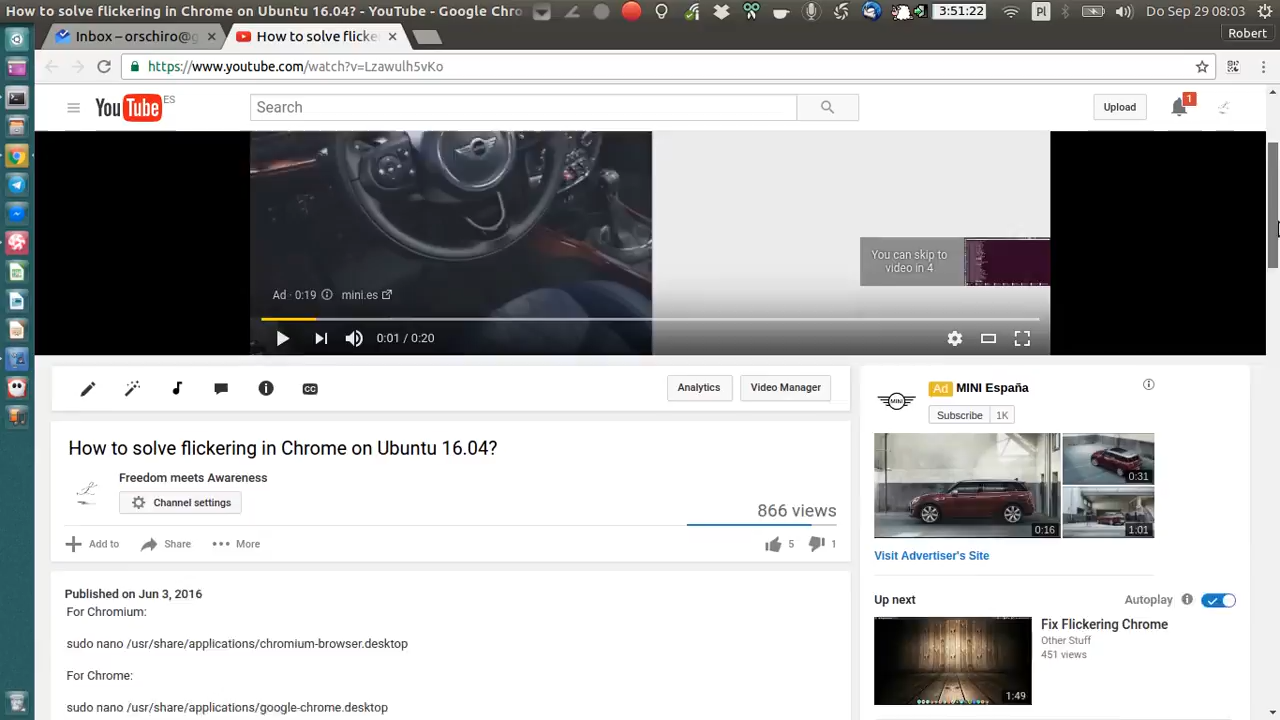 How to solve flickering in Chrome on Ubuntu 16.04? - YouTube - Google Chro
3:51:22
Pl
Do Sep 29 08:03
Inbox – orschiro@g
How to solve flicke
Robert
https://www.youtube.com/watch?v=Lzawulh5vKo
YouTube ES
Search
Upload
1
You can skip to
video in 4
Ad · 0:19
mini.es
0:01 / 0:20
CC
Analytics
Video Manager
Ad MINI España
Subscribe 1K
How to solve flickering in Chrome on Ubuntu 16.04?
Freedom meets Awareness
Channel settings
866 views
Add to
Share
More
5
1
0:31
0:16
1:01
Visit Advertiser's Site
Published on Jun 3, 2016
For Chromium:
sudo nano /usr/share/applications/chromium-browser.desktop
For Chrome:
sudo nano /usr/share/applications/google-chrome.desktop
Up next
Autoplay
Fix Flickering Chrome
Other Stuff
451 views
1:49